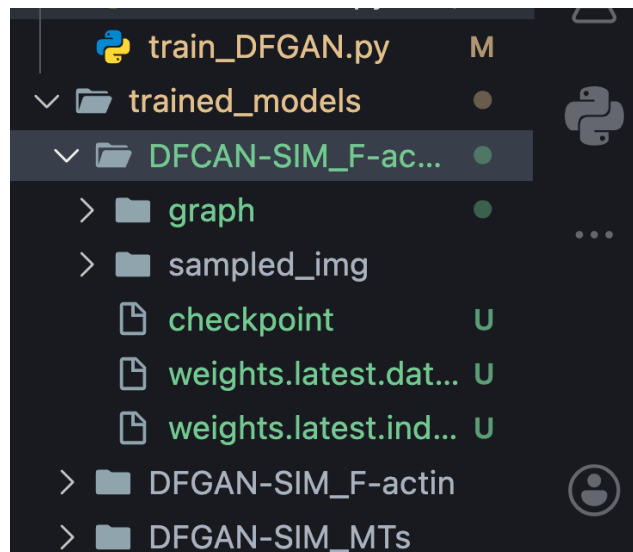 train_DFGAN.py M
trained_models
DFCAN-SIM_F-ac...
graph
sampled_img
checkpoint U
weights.latest.dat... U
weights.latest.ind... U
DFGAN-SIM_F-actin
DFGAN-SIM_MTs